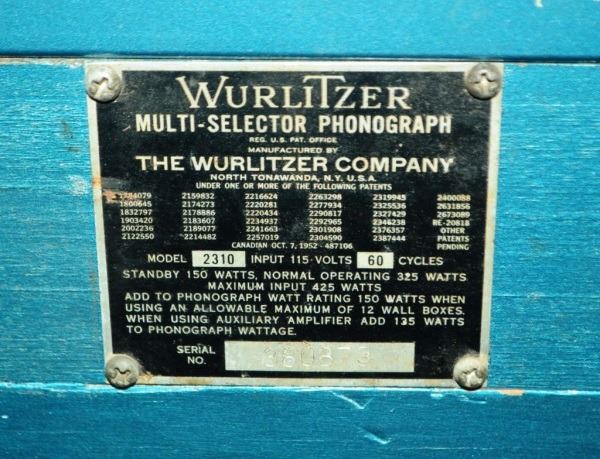 WURLITZER
MULTI-SELECTOR PHONOGRAPH
REG. U.S. PAT. OFFICE
MANUFACTURED BY
THE WURLITZER COMPANY
NORTH TONAWANDA, N.Y. U.S.A.
UNDER ONE OR MORE OF THE FOLLOWING PATENTS
2159832 2216624 2263298 2319945 2400088
1800645 2174273 2220281 2277934 2325536 2631856
1832797 2178886 2220434 2290817 2327429 2673089
1903420 2183607 2234937 2292965 2346238 RE-20818
2002236 2189077 2241663 2301908 2376357 OTHER
2122550 2214482 2257019 2304590 2387444 PATENTS
CANADIAN OCT. 7, 1952 - 487106 PENDING
MODEL 2310 INPUT 115 VOLTS 60 CYCLES
STANDBY 150 WATTS, NORMAL OPERATING 325 WATTS
MAXIMUM INPUT 425 WATTS
ADD TO PHONOGRAPH WATT RATING 150 WATTS WHEN
USING AN ALLOWABLE MAXIMUM OF 12 WALL BOXES.
WHEN USING AUXILIARY AMPLIFIER ADD 135 WATTS
TO PHONOGRAPH WATTAGE.
SERIAL
NO.